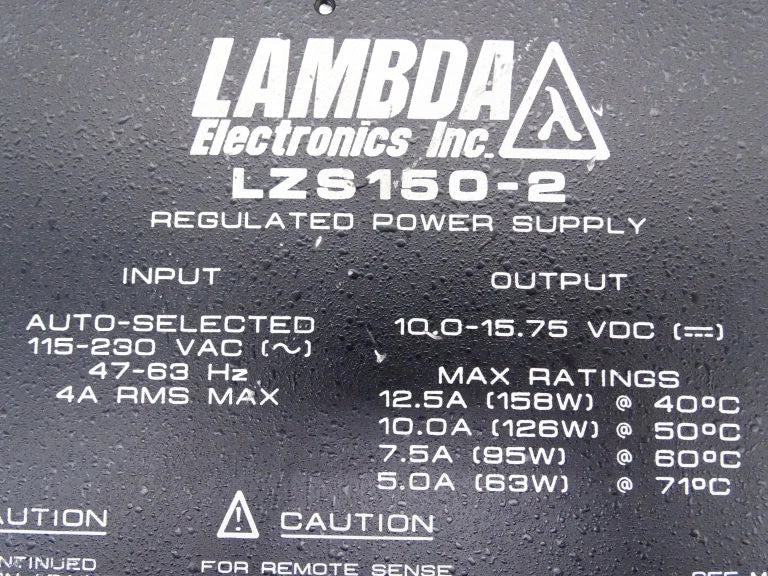 LAMBDA
Electronics Inc.
LZS150-2
REGULATED POWER SUPPLY
INPUT
AUTO-SELECTED
115-230 VAC (~)
47-63 Hz
4A RMS MAX
OUTPUT
10.0-15.75 VDC (⎓)
MAX RATINGS
12.5A (158W) @ 40°C
10.0A (126W) @ 50°C
7.5A (95W) @ 60°C
5.0A (63W) @ 71°C
AUTION
NTINUED
CAUTION
FOR REMOTE SENSE